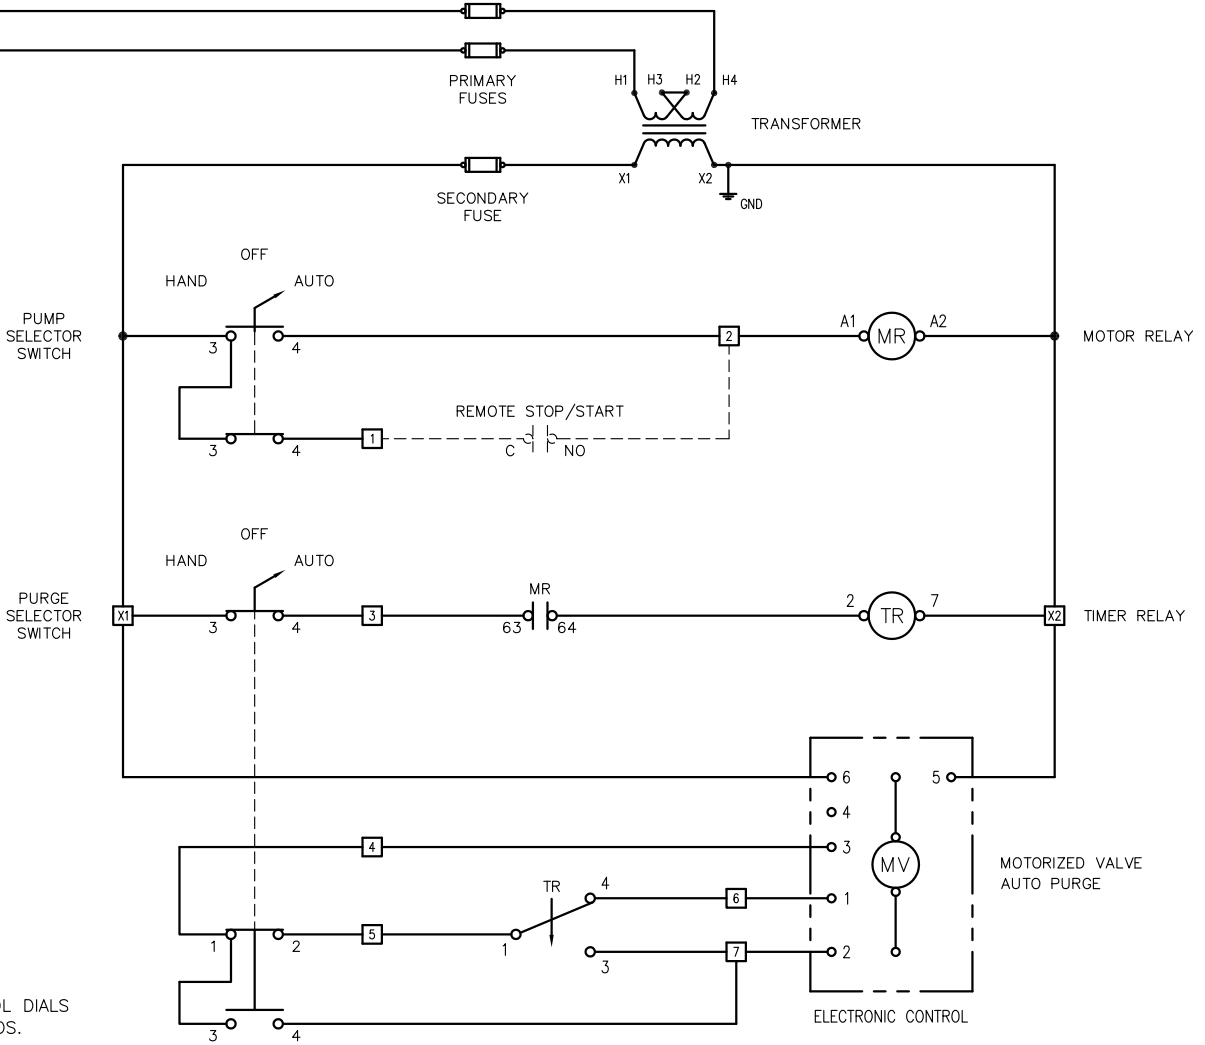 PRIMARY
FUSES
H1 H3 H2 H4
TRANSFORMER
X1 X2
GND
SECONDARY
FUSE
OFF
HAND AUTO
PUMP
SELECTOR
SWITCH
3 4
2
A1 MR A2
MOTOR RELAY
REMOTE STOP/START
3 4
1
C NO
OFF
HAND AUTO
PURGE
SELECTOR
SWITCH
X1
3 4
3
MR
63 64
2 TR 7
X2
TIMER RELAY
6 5
4
4
3
MV
MOTORIZED VALVE
AUTO PURGE
TR
4
6
1
1 2
5
1
3
7
2
3 4
ELECTRONIC CONTROL
DIALS